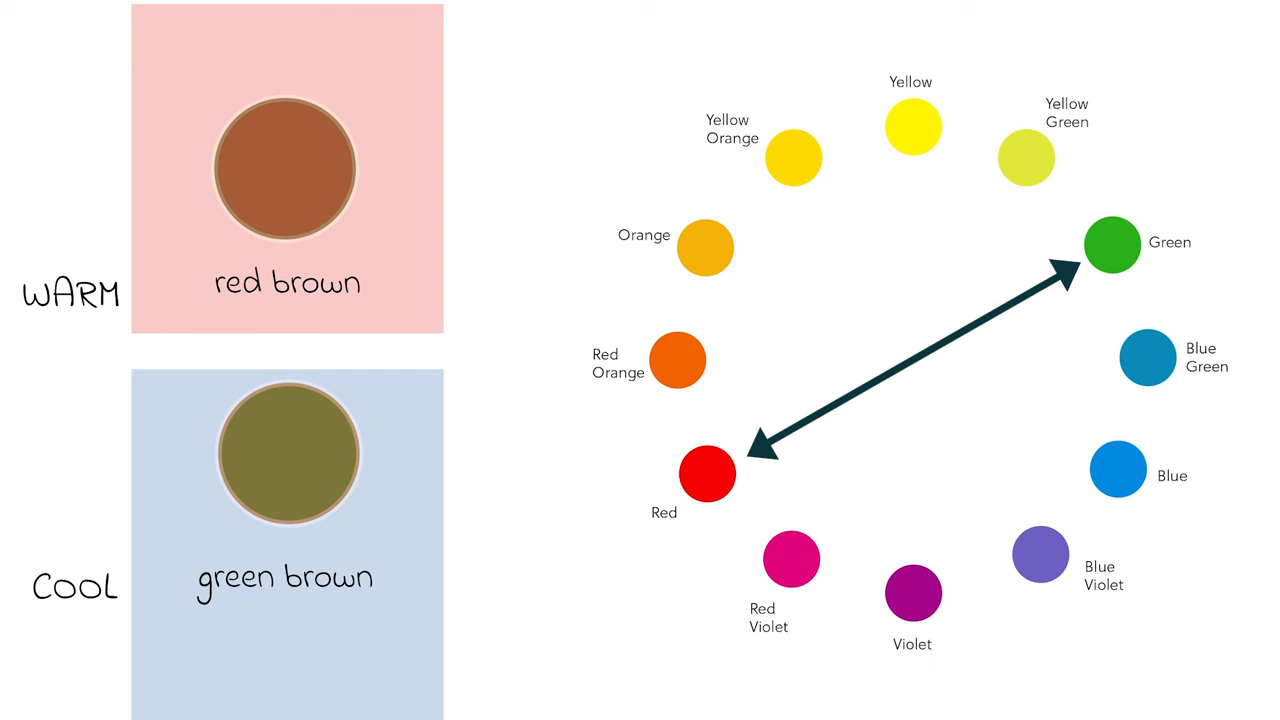 WARM
red brown
COOL
green brown
Yellow
Yellow
Green
Yellow
Orange
Orange
Green
Red
Orange
Blue
Green
Red
Blue
Red
Violet
Blue
Violet
Violet